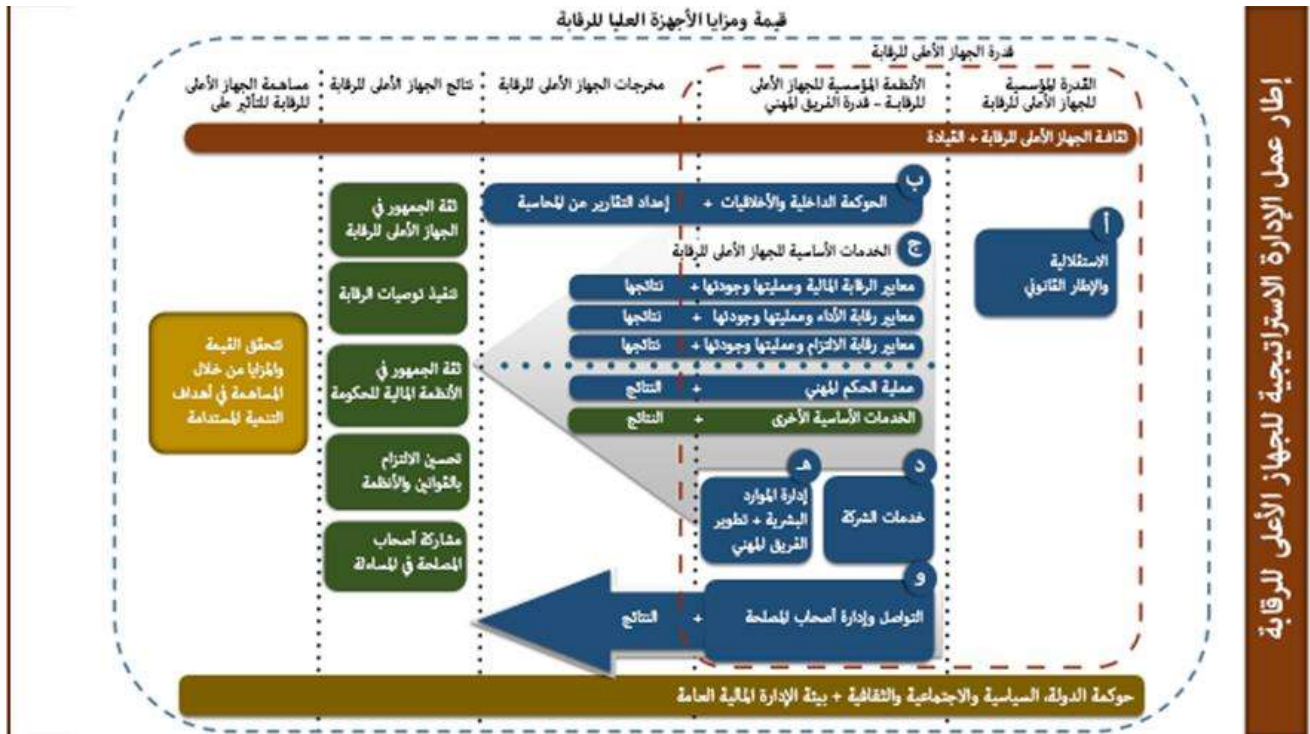 إطار عمل الإدارة الاستراتيجية للجهاز الأعلى للرقابة
قيمة ومزايا الأجهزة العليا للرقابة
قدرة الجهاز الأعلى للرقابة
القدرة المؤسسية
للجهاز الأعلى للرقابة
الأنظمة المؤسسية للجهاز الأعلى
للرقابة - قدرة الفريق المهني
مخرجات الجهاز الأعلى للرقابة
نتائج الجهاز الأعلى للرقابة
مساهمة الجهاز الأعلى
للرقابة للتأثير على
ثقافة الجهاز الأعلى للرقابة + القيادة
أ
الاستقلالية
والإطار القانوني
ب
الحوكمة الداخلية والأخلاقيات + إعداد التقارير عن المحاسبة
ج
الخدمات الأساسية للجهاز الأعلى للرقابة
معايير الرقابة المالية وعمليتها وجودتها + نتائجها
معايير رقابة الأداء وعمليتها وجودتها + نتائجها
معايير رقابة الالتزام وعمليتها وجودتها + نتائجها
عملية الحكم المهني + النتائج
الخدمات الأساسية الأخرى + النتائج
د
خدمات الشركة
هـ
إدارة الموارد
البشرية + تطوير
الفريق المهني
و
التواصل وإدارة أصحاب المصلحة + النتائج
ثقة الجمهور في
الجهاز الأعلى للرقابة
تنفيذ توصيات الرقابة
ثقة الجمهور في
الأنظمة المالية للحكومة
تحسين الالتزام
بالقوانين والأنظمة
مشاركة أصحاب
المصلحة في المساءلة
تتحقق القيمة
والمزايا من خلال
المساهمة في أهداف
التنمية المستدامة
حوكمة الدولة، السياسية والاجتماعية والثقافية + بيئة الإدارة المالية العامة